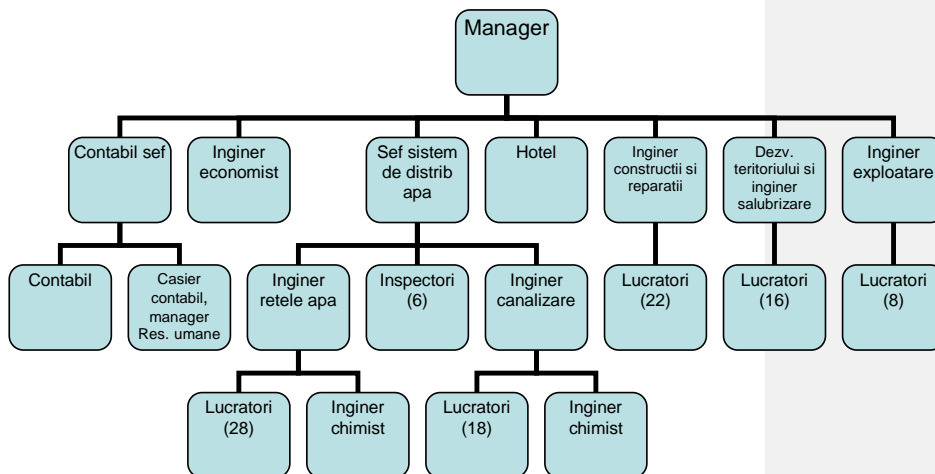 Manager
Contabil sef
Inginer
economist
Sef sistem
de distrib
apa
Hotel
Inginer
constructii si
reparatii
Dezv.
teritoriului si
inginer
salubrizare
Inginer
exploatare
Contabil
Casier
contabil,
manager
Res. umane
Inginer
retele apa
Inspectori
(6)
Inginer
canalizare
Lucratori
(22)
Lucratori
(16)
Lucratori
(8)
Lucratori
(28)
Inginer
chimist
Lucratori
(18)
Inginer
chimist